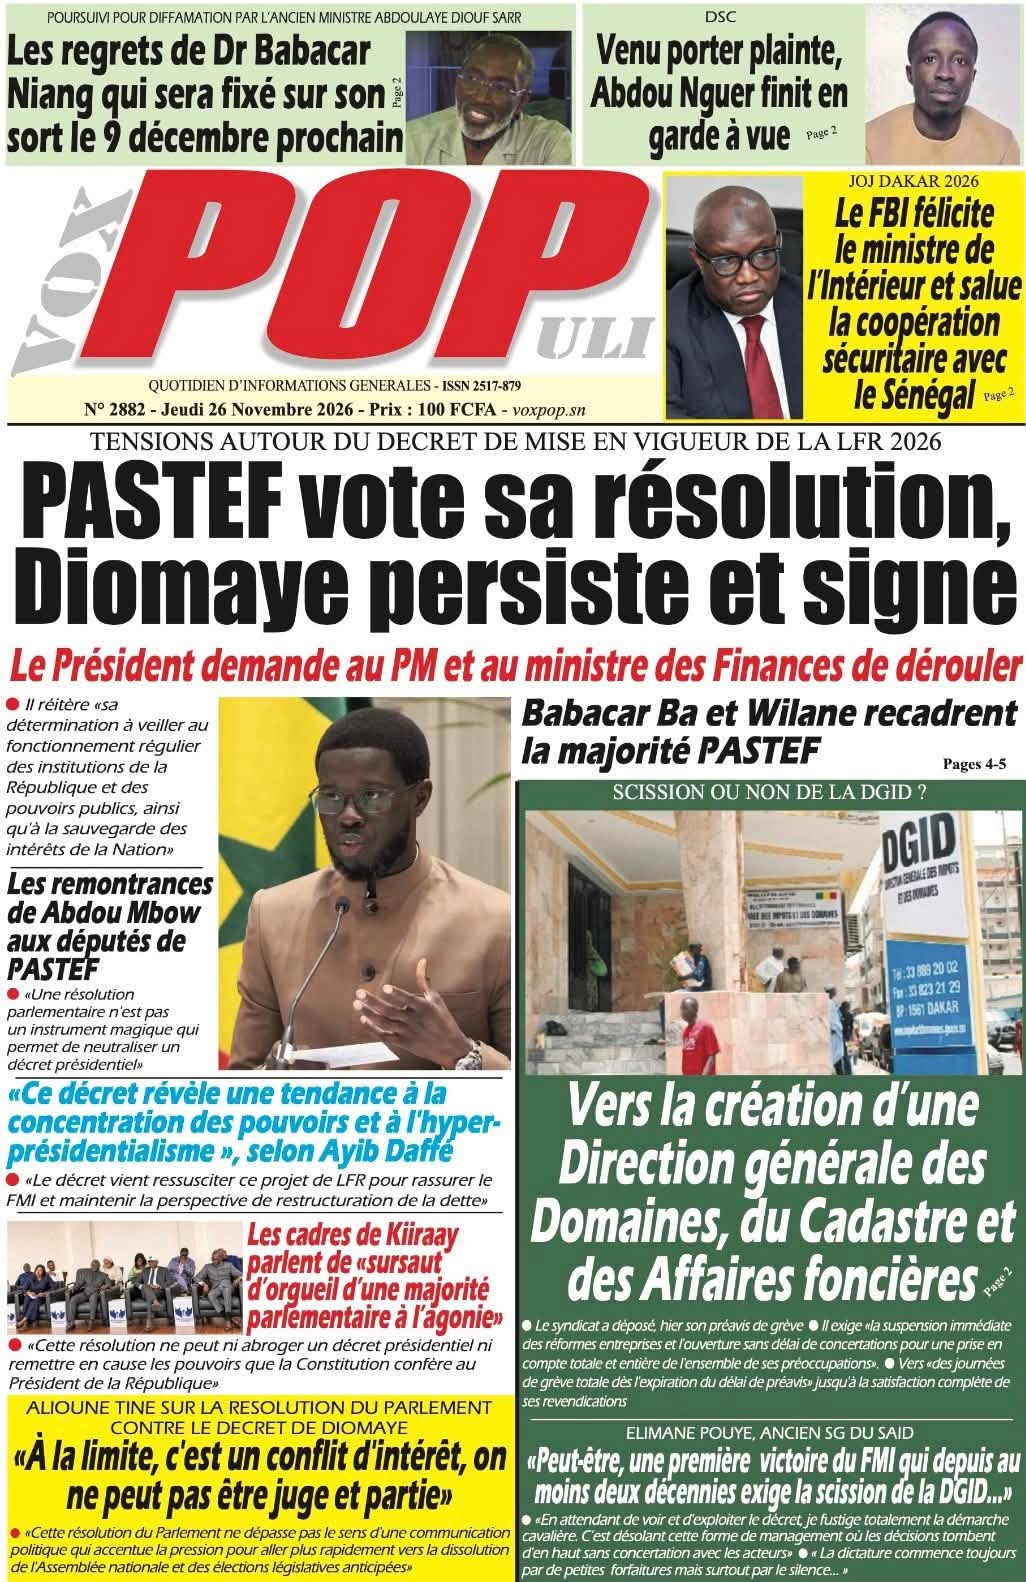 POURSUIVI POUR DIFFAMATION PAR L'ANCIEN MINISTRE ABDOULAYE DIOUF SARR
Les regrets de Dr Babacar
Niang qui sera fixé sur son
sort le 9 décembre prochain
Page 2
DSC
Venu porter plainte,
Abdou Nguer finit en
garde à vue Page 2
VOX
POP
ULI
QUOTIDIEN D'INFORMATIONS GENERALES - ISSN 2517-879
N° 2882 - Jeudi 26 Novembre 2026 - Prix : 100 FCFA - voxpop.sn
JOJ DAKAR 2026
Le FBI félicite
le ministre de
l'Intérieur et salue
la coopération
sécuritaire avec
le Sénégal Page 2
TENSIONS AUTOUR DU DECRET DE MISE EN VIGUEUR DE LA LFR 2026
PASTEF vote sa résolution,
Diomaye persiste et signe
Le Président demande au PM et au ministre des Finances de dérouler
● Il réitère «sa
détermination à veiller au
fonctionnement régulier
des institutions de la
République et des
pouvoirs publics, ainsi
qu'à la sauvegarde des
intérêts de la Nation»
Les remontrances
de Abdou Mbow
aux députés de
PASTEF
● «Une résolution
parlementaire n'est pas
un instrument magique qui
permet de neutraliser un
décret présidentiel»
«Ce décret révèle une tendance à la
concentration des pouvoirs et à l'hyper-
présidentialisme », selon Ayib Daffé
● «Le décret vient ressusciter ce projet de LFR pour rassurer le
FMI et maintenir la perspective de restructuration de la dette»
Les cadres de Kiiraay
parlent de «sursaut
d'orgueil d'une majorité
parlementaire à l'agonie»
● «Cette résolution ne peut ni abroger un décret présidentiel ni
remettre en cause les pouvoirs que la Constitution confère au
Président de la République»
ALIOUNE TINE SUR LA RESOLUTION DU PARLEMENT
CONTRE LE DECRET DE DIOMAYE
«À la limite, c'est un conflit d'intérêt, on
ne peut pas être juge et partie»
● «Cette résolution du Parlement ne dépasse pas le sens d'une communication
politique qui accentue la pression pour aller plus rapidement vers la dissolution
de l'Assemblée nationale et des élections législatives anticipées»
Babacar Ba et Wilane recadrent
la majorité PASTEF
Pages 4-5
SCISSION OU NON DE LA DGID ?
DGID
DIRECTION GENERALE DES IMPOTS
ET DES DOMAINES
Tél : 33 889 20 02
Fax : 33 823 21 29
BP : 1561 DAKAR
Vers la création d'une
Direction générale des
Domaines, du Cadastre et
des Affaires foncières Page 2
● Le syndicat a déposé, hier son préavis de grève ● Il exige «la suspension immédiate
des réformes entreprises et l'ouverture sans délai de concertations pour une prise en
compte totale et entière de l'ensemble de ses préoccupations». ● Vers «des journées
de grève totale dès l'expiration du délai de préavis» jusqu'à la satisfaction complète de
ses revendications
ELIMANE POUYE, ANCIEN SG DU SAID
«Peut-être, une première victoire du FMI qui depuis au
moins deux décennies exige la scission de la DGID...»
● «En attendant de voir et d'exploiter le décret, je fustige totalement la démarche
cavalière. C'est désolant cette forme de management où les décisions tombent
d'en haut sans concertation avec les acteurs» ● « La dictature commence toujours
par de petites forfaitures mais surtout par le silence... »